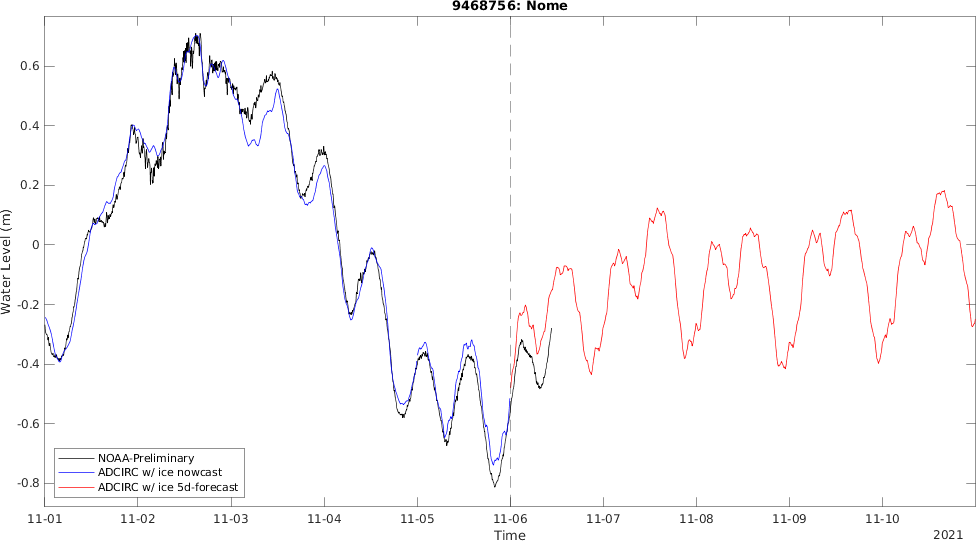 9468756: Nome
Water Level (m)
0.6
0.4
0.2
0
-0.2
-0.4
-0.6
-0.8
NOAA-Preliminary
ADCIRC w/ ice nowcast
ADCIRC w/ ice 5d-forecast
11-01 11-02 11-03 11-04 11-05 11-06 11-07 11-08 11-09 11-10
Time
2021